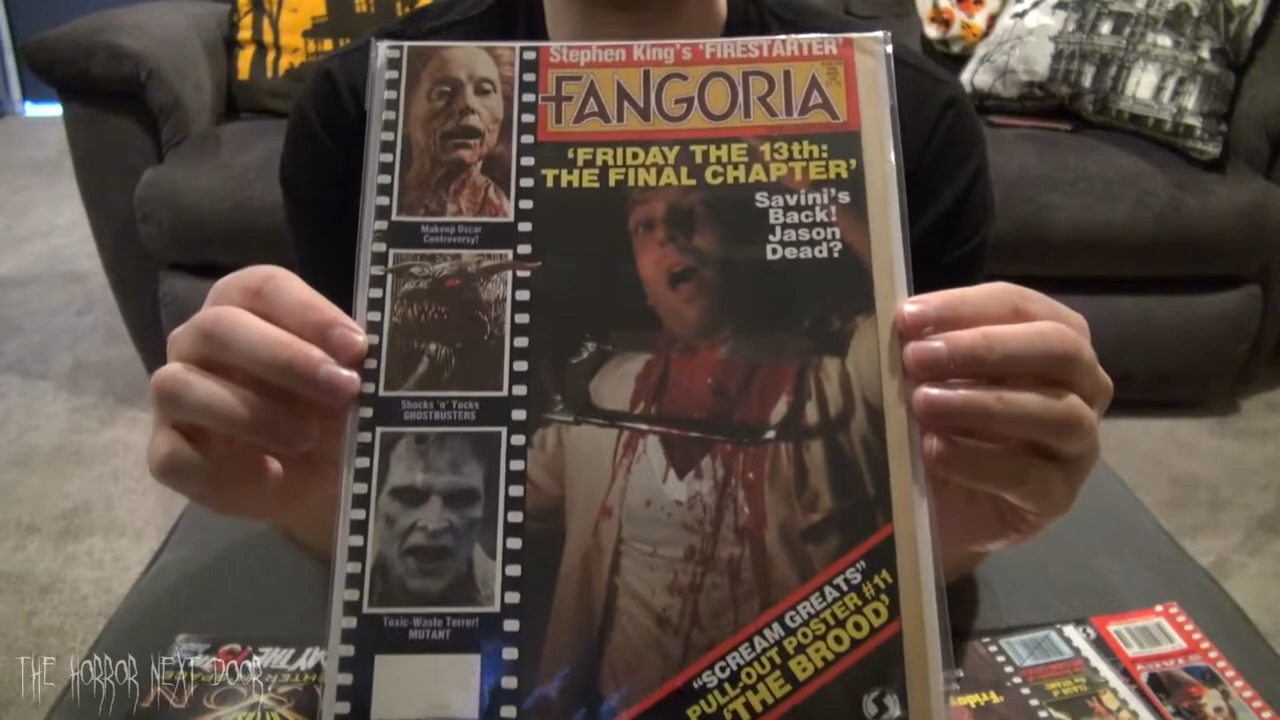 Stephen King's 'FIRESTARTER'
FANGORIA
'FRIDAY THE 13th:
THE FINAL CHAPTER'
Savini's
Back!
Jason
Dead?
Makeup Oscar
Controversy!
Shocks 'n' Yocks
GHOSTBUSTERS
Toxic-Waste Terror!
MUTANT
"SCREAM GREATS"
PULL-OUT POSTER #11
'THE BROOD'
THE HORROR NEXT DOOR